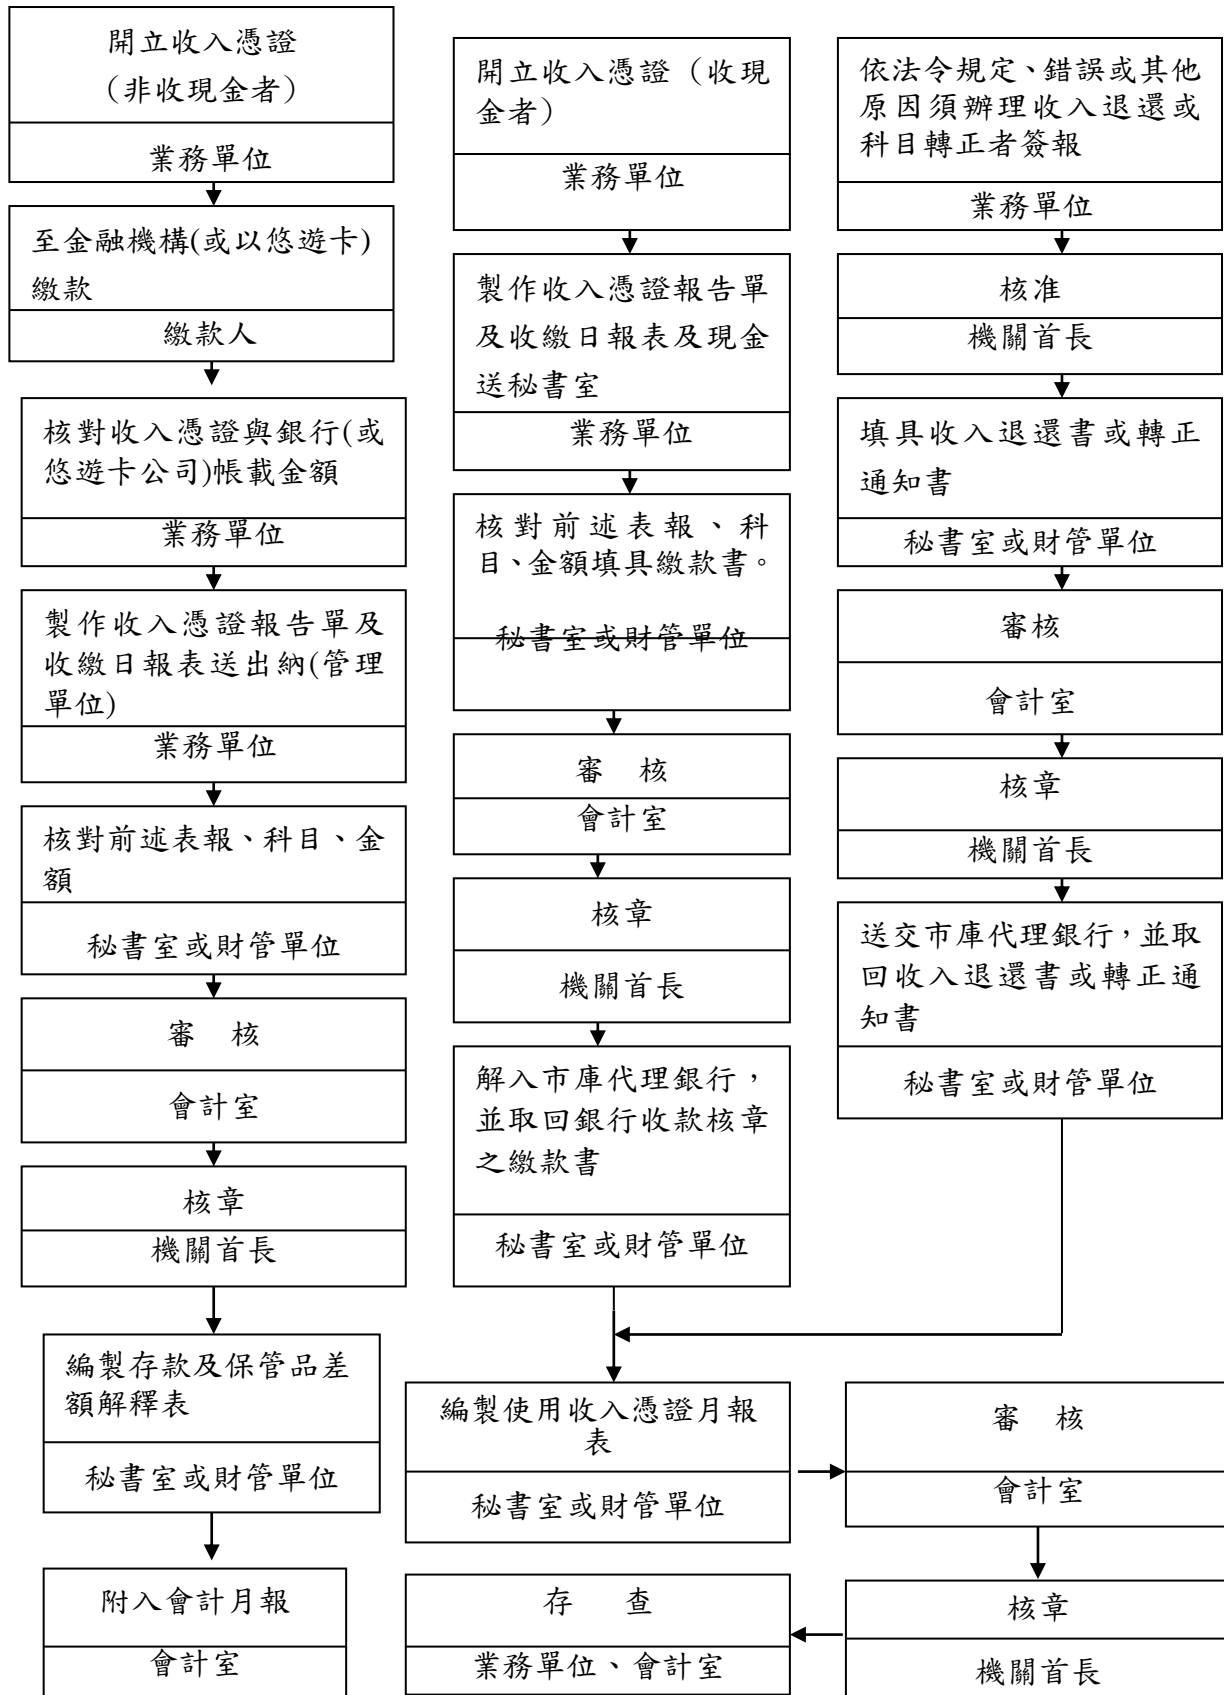 開立收入憑證
（非收現金者）
業務單位
至金融機構(或以悠遊卡)
繳款
繳款人
核對收入憑證與銀行(或
悠遊卡公司)帳載金額
業務單位
製作收入憑證報告單及
收繳日報表送出納(管理
單位)
業務單位
核對前述表報、科目、金
額
秘書室或財管單位
審　核
會計室
核章
機關首長
編製存款及保管品差
額解釋表
秘書室或財管單位
附入會計月報
會計室
開立收入憑證（收現
金者）
業務單位
製作收入憑證報告單
及收繳日報表及現金
送秘書室
業務單位
核對前述表報、科
目、金額填具繳款書。
秘書室或財管單位
審　核
會計室
核章
機關首長
解入市庫代理銀行，
並取回銀行收款核章
之繳款書
秘書室或財管單位
依法令規定、錯誤或其他
原因須辦理收入退還或
科目轉正者簽報
業務單位
核准
機關首長
填具收入退還書或轉正
通知書
秘書室或財管單位
審核
會計室
核章
機關首長
送交市庫代理銀行，並取
回收入退還書或轉正通
知書
秘書室或財管單位
編製使用收入憑證月報
表
秘書室或財管單位
審　核
會計室
核章
機關首長
存　查
業務單位、會計室